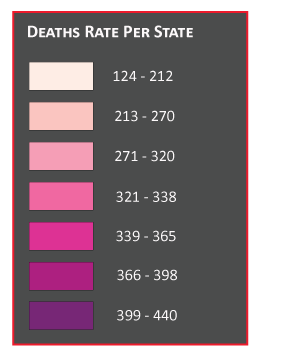 DEATHS RATE PER STATE
124 - 212
213 - 270
271 - 320
321 - 338
339 - 365
366 - 398
399 - 440